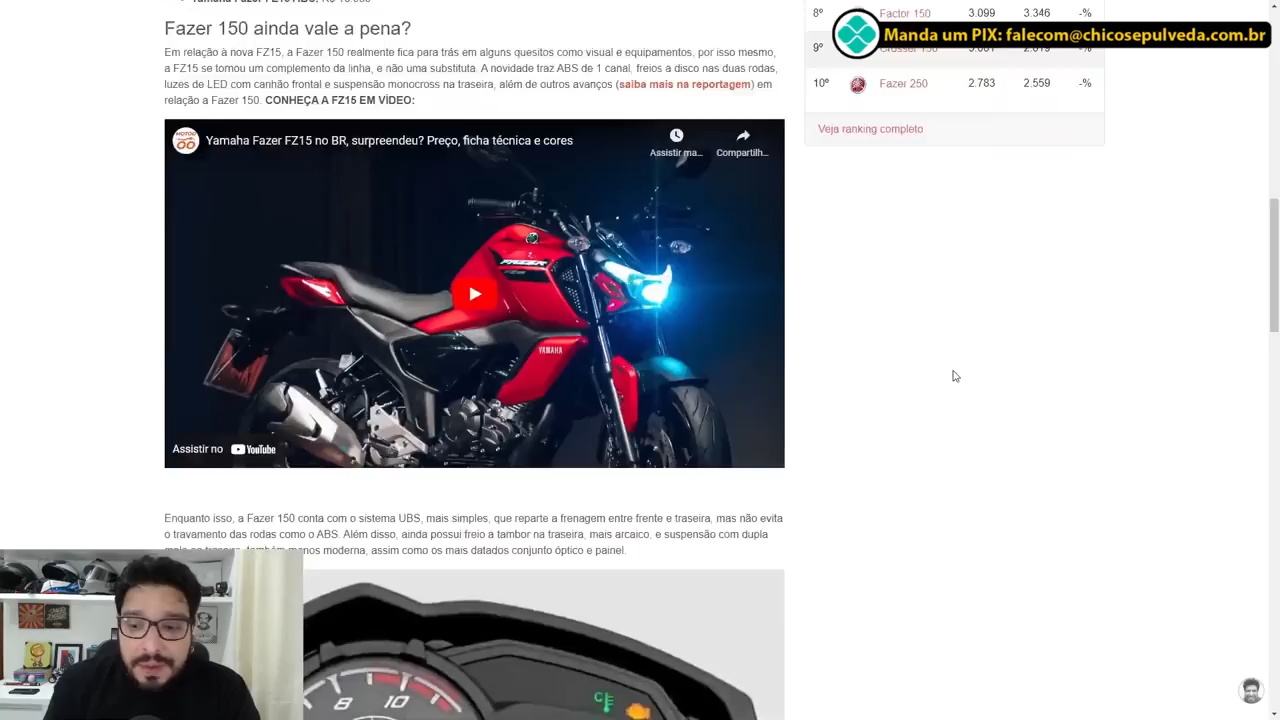 Fazer 150 ainda vale a pena?
Em relação à nova FZ15, a Fazer 150 realmente fica para trás em alguns quesitos como visual e equipamentos, por isso mesmo,
a FZ15 se tornou um complemento da linha, e não uma substituta. A novidade traz ABS de 1 canal, freios a disco nas duas rodas,
luzes de LED com canhão frontal e suspensão monocross na traseira, além de outros avanços (saiba mais na reportagem) em
relação a Fazer 150. CONHEÇA A FZ15 EM VÍDEO:
Yamaha Fazer FZ15 no BR, surpreendeu? Preço, ficha técnica e cores
Assistir ma...
Compartilh...
FAZER
YAMAHA
Assistir no YouTube
Enquanto isso, a Fazer 150 conta com o sistema UBS, mais simples, que reparte a frenagem entre frente e traseira, mas não evita
o travamento das rodas como o ABS. Além disso, ainda possui freio a tambor na traseira, mais arcaico, e suspensão com dupla
menos moderna, assim como os mais datados conjunto óptico e painel.
8 10
8º Factor 150 3.099 3.346 -%
Manda um PIX: falecom@chicosepulveda.com.br
9º
10º Fazer 250 2.783 2.559 -%
Veja ranking completo